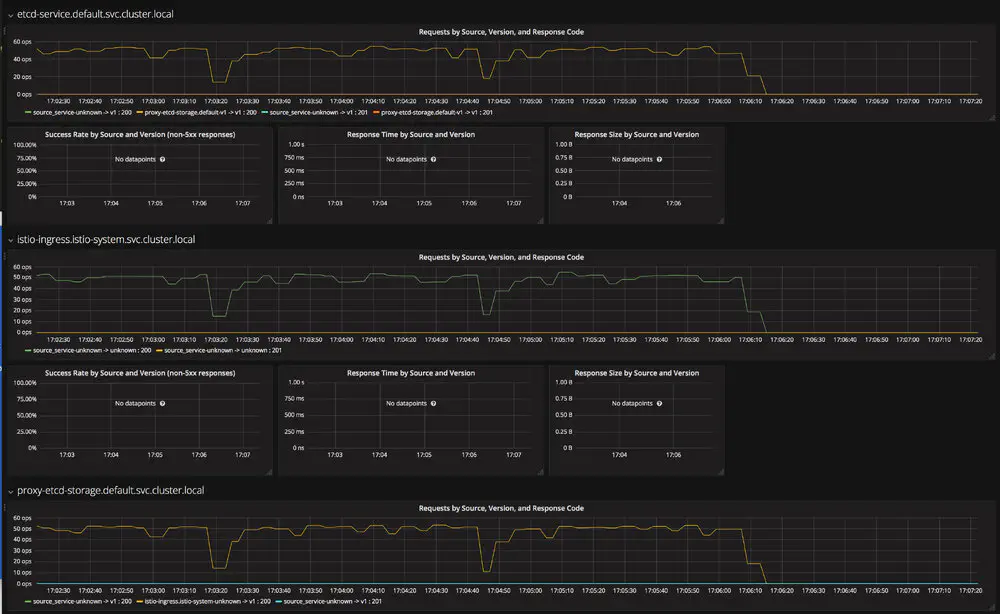 etcd-service.default.svc.cluster.local
Requests by Source, Version, and Response Code
60 ops
40 ops
20 ops
0 ops
17:02:30 17:02:40 17:02:50 17:03:00 17:03:10 17:03:20 17:03:30 17:03:40 17:03:50 17:04:00 17:04:10 17:04:20 17:04:30 17:04:40 17:04:50 17:05:00 17:05:10 17:05:20 17:05:30 17:05:40 17:05:50 17:06:00 17:06:10 17:06:20 17:06:30 17:06:40 17:06:50 17:07:00 17:07:10 17:07:20
source_service-unknown -> v1 : 200 proxy-etcd-storage.default-v1 -> v1 : 200 source_service-unknown -> v1 : 201 proxy-etcd-storage.default-v1 -> v1 : 201
Success Rate by Source and Version (non-5xx responses) Response Time by Source and Version Response Size by Source and Version
100.00% 1.00 s 1.00 B
75.00% No datapoints 750 ms No datapoints 0.75 B No datapoints
50.00% 500 ms 0.50 B
25.00% 250 ms 0.25 B
0% 0 ns 0 B
17:03 17:04 17:05 17:06 17:07 17:03 17:04 17:05 17:06 17:07 17:04 17:06
istio-ingress.istio-system.svc.cluster.local
Requests by Source, Version, and Response Code
60 ops
50 ops
40 ops
30 ops
20 ops
10 ops
0 ops
17:02:30 17:02:40 17:02:50 17:03:00 17:03:10 17:03:20 17:03:30 17:03:40 17:03:50 17:04:00 17:04:10 17:04:20 17:04:30 17:04:40 17:04:50 17:05:00 17:05:10 17:05:20 17:05:30 17:05:40 17:05:50 17:06:00 17:06:10 17:06:20 17:06:30 17:06:40 17:06:50 17:07:00 17:07:10 17:07:20
source_service-unknown -> unknown : 200 source_service-unknown -> unknown : 201
Success Rate by Source and Version (non-5xx responses) Response Time by Source and Version Response Size by Source and Version
100.00% 1.00 s 1.00 B
75.00% No datapoints 750 ms No datapoints 0.75 B No datapoints
50.00% 500 ms 0.50 B
25.00% 250 ms 0.25 B
0% 0 ns 0 B
17:03 17:04 17:05 17:06 17:07 17:03 17:04 17:05 17:06 17:07 17:04 17:06
proxy-etcd-storage.default.svc.cluster.local
Requests by Source, Version, and Response Code
60 ops
50 ops
40 ops
30 ops
20 ops
10 ops
0 ops
17:02:30 17:02:40 17:02:50 17:03:00 17:03:10 17:03:20 17:03:30 17:03:40 17:03:50 17:04:00 17:04:10 17:04:20 17:04:30 17:04:40 17:04:50 17:05:00 17:05:10 17:05:20 17:05:30 17:05:40 17:05:50 17:06:00 17:06:10 17:06:20 17:06:30 17:06:40 17:06:50 17:07:00 17:07:10 17:07:20
source_service-unknown -> v1 : 200 istio-ingress.istio-system-unknown -> v1 : 200 source_service-unknown -> v1 : 201